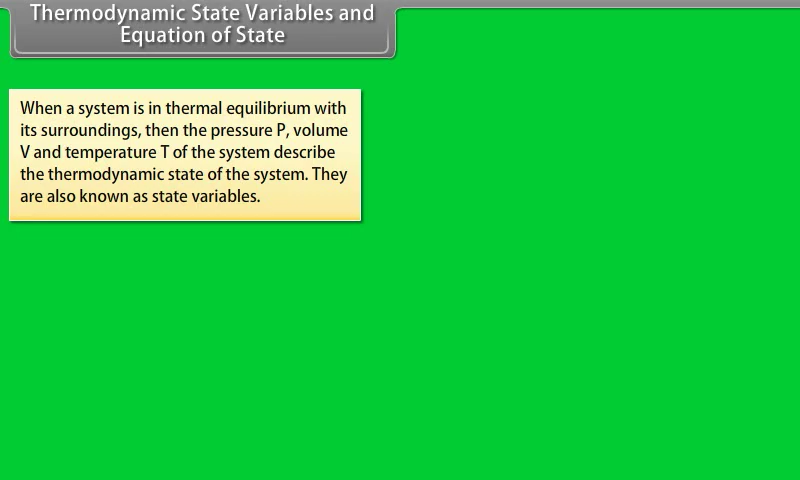 Thermodynamic State Variables and
Equation of State
When a system is in thermal equilibrium with
its surroundings, then the pressure P, volume
V and temperature T of the system describe
the thermodynamic state of the system. They
are also known as state variables.